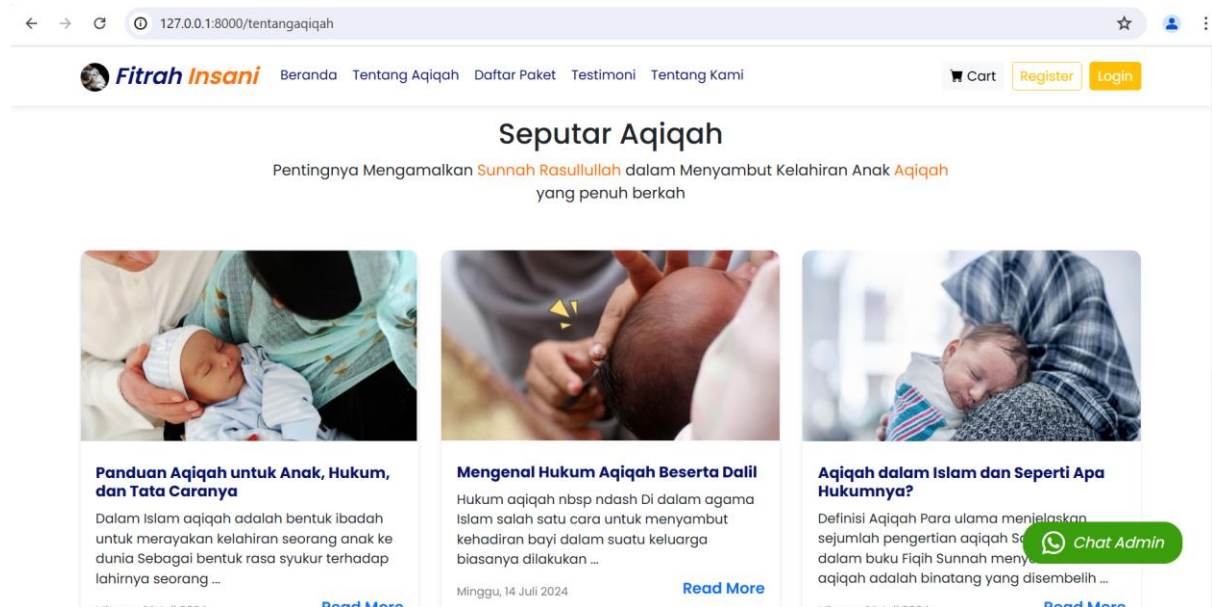 127.0.0.1:8000/tentangaqiqah
Fitrah Insani Beranda Tentang Aqiqah Daftar Paket Testimoni Tentang Kami Cart Register Login
Seputar Aqiqah
Pentingnya Mengamalkan Sunnah Rasullullah dalam Menyambut Kelahiran Anak Aqiqah
yang penuh berkah
Panduan Aqiqah untuk Anak, Hukum,
dan Tata Caranya
Dalam Islam aqiqah adalah bentuk ibadah
untuk merayakan kelahiran seorang anak ke
dunia Sebagai bentuk rasa syukur terhadap
lahirnya seorang ...
Read More
Mengenal Hukum Aqiqah Beserta Dalil
Hukum aqiqah nbsp ndash Di dalam agama
Islam salah satu cara untuk menyambut
kehadiran bayi dalam suatu keluarga
biasanya dilakukan ...
Minggu, 14 Juli 2024 Read More
Aqiqah dalam Islam dan Seperti Apa
Hukumnya?
Definisi Aqiqah Para ulama menjelaskan
sejumlah pengertian aqiqah
dalam buku Fiqih Sunnah
aqiqah adalah binatang yang disembelih ...
Read More
Chat Admin